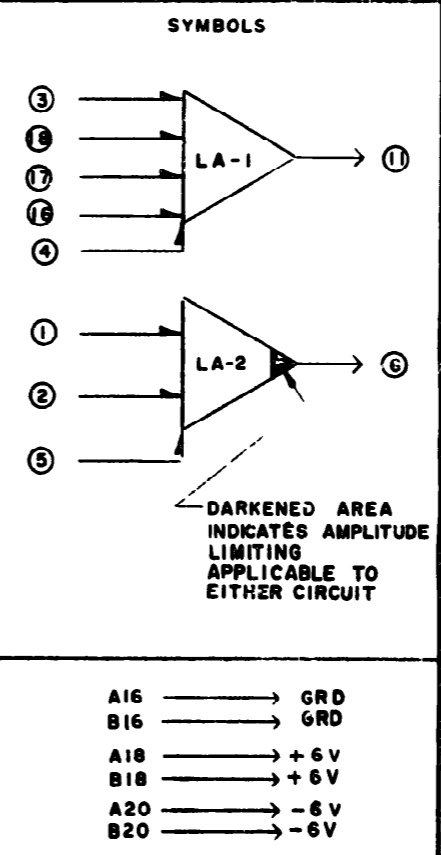 SYMBOLS
3
18
17
16
4
LA-1
11
1
2
5
LA-2
6
DARKENED AREA
INDICATES AMPLITUDE
LIMITING
APPLICABLE TO
EITHER CIRCUIT
A16 GRD
B16 GRD
A18 +6V
B18 +6V
A20 -6V
B20 -6V